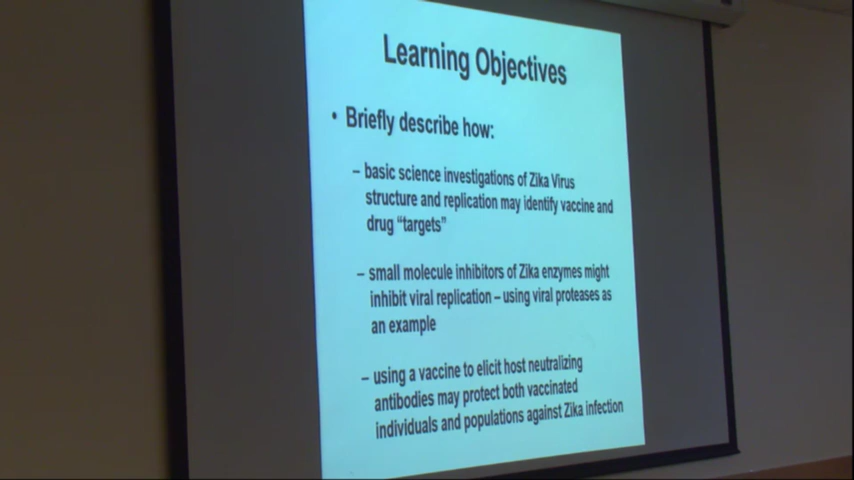 Learning Objectives
• Briefly describe how:
– basic science investigations of Zika Virus
structure and replication may identify vaccine and
drug “targets”
– small molecule inhibitors of Zika enzymes might
inhibit viral replication – using viral proteases as
an example
– using a vaccine to elicit host neutralizing
antibodies may protect both vaccinated
individuals and populations against Zika infection